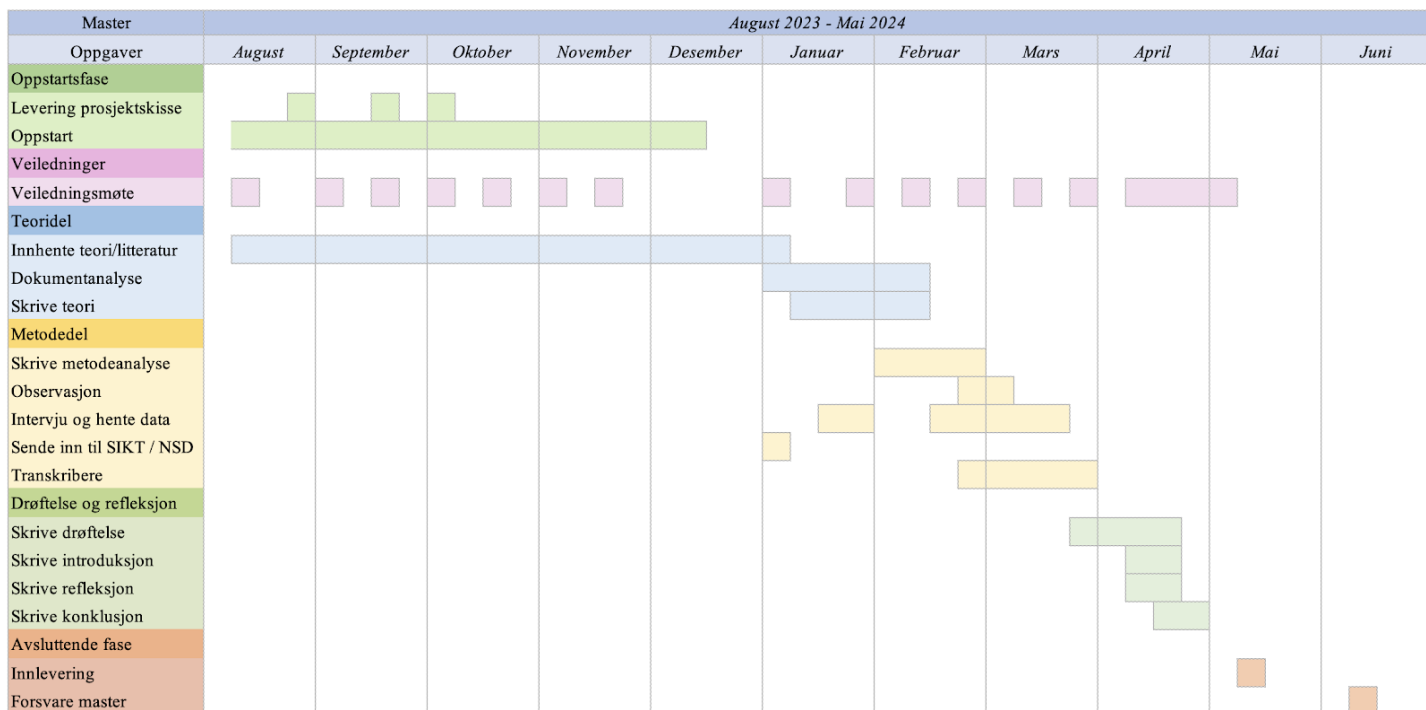 Master August 2023 - Mai 2024
Oppgaver August September Oktober November Desember Januar Februar Mars April Mai Juni
Oppstartsfase
Levering prosjektskisse
Oppstart
Veiledninger
Veiledningsmøte
Teoridel
Innhente teori/litteratur
Dokumentanalyse
Skrive teori
Metodedel
Skrive metodeanalyse
Observasjon
Intervju og hente data
Sende inn til SIKT / NSD
Transkribere
Drøftelse og refleksjon
Skrive drøftelse
Skrive introduksjon
Skrive refleksjon
Skrive konklusjon
Avsluttende fase
Innlevering
Forsvare master